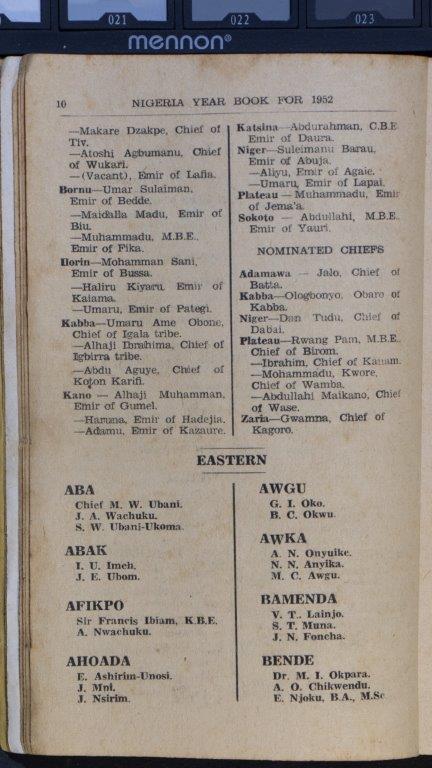 021
022
023
mennon®
10 NIGERIA YEAR BOOK FOR 1952
—Makare Dzakpe, Chief of
Tiv.
—Atoshi Agbumanu, Chief
of Wukari.
—(Vacant), Emir of Lafia.
Bornu—Umar Sulaiman,
Emir of Bedde.
—Maidalla Madu, Emir of
Biu.
—Muhammadu, M.B.E.,
Emir of Fika.
Ilorin—Mohamman Sani,
Emir of Bussa.
—Haliru Kiyaru, Emir of
Kaiama.
—Umaru, Emir of Pategi.
Kabba—Umaru Ame Obone,
Chief of Igala tribe.
—Alhaji Ibrahima, Chief of
Igbirra tribe.
—Abdu Aguye, Chief of
Koton Karifi.
Kano — Alhaji Muhamman,
Emir of Gumel.
—Haruna, Emir of Hadejia.
—Adamu, Emir of Kazaure.
Katsina—Abdurahman, C.B.E.
Emir of Daura.
Niger—Suleimanu Barau,
Emir of Abuja.
—Aliyu, Emir of Agaie.
—Umaru, Emir of Lapai.
Plateau—Muhammadu, Emir
of Jema'a.
Sokoto — Abdullahi, M.B.E.,
Emir of Yauri.
NOMINATED CHIEFS
Adamawa — Jalo, Chief of
Batta.
Kabba—Ologbonyo, Obaro of
Kabba.
Niger—Dan Tudu, Chief of
Dabai.
Plateau—Rwang Pam, M.B.E.,
Chief of Birom.
—Ibrahim, Chief of Kanam.
—Mohammadu, Kwore,
Chief of Wamba.
—Abdullahi Maikano, Chief
of Wase.
Zaria—Gwamna, Chief of
Kagoro.
EASTERN
ABA
Chief M. W. Ubani.
J. A. Wachuku.
S. W. Ubani-Ukoma.
ABAK
I. U. Imeh.
J. E. Ubom.
AFIKPO
Sir Francis Ibiam, K.B.E.
A. Nwachuku.
AHOADA
E. Ashirim-Unosi.
J. Mpi.
J. Nsirim.
AWGU
G. I. Oko.
B. C. Okwu.
AWKA
A. N. Onyuike.
N. N. Anyika.
M. C. Awgu.
BAMENDA
V. T. Lainjo.
S. T. Muna.
J. N. Foncha.
BENDE
Dr. M. I. Okpara.
A. O. Chikwendu.
E. Njoku, B.A., M.Sc